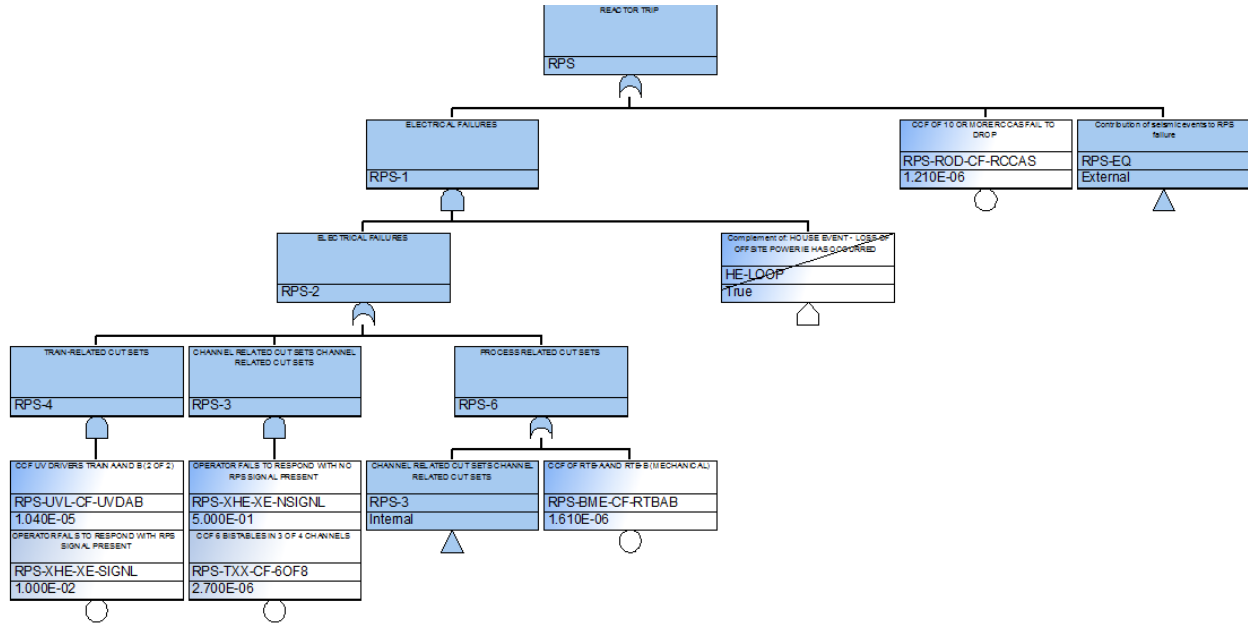 REACTOR TRIP
RPS
ELECTRICAL FAILURES
RPS-1
CCF OF 10 OR MORE RCCAS FAIL TO
DROP
RPS-ROD-CF-RCCAS
1.210E-06
Contribution of seismic events to RPS
failure
RPS-EQ
External
ELECTRICAL FAILURES
RPS-2
Complement of: HOUSE EVENT - LOSS OF
OFFSITE POWER IE HAS OCCURRED
HE-LOOP
True
TRAIN-RELATED CUT SETS
RPS-4
CHANNEL RELATED CUT SETS CHANNEL
RELATED CUT SETS
RPS-3
PROCESS RELATED CUT SETS
RPS-6
CCF UV DRIVERS TRAIN A AND B (2 OF 2)
RPS-UVL-CF-UVDAB
1.040E-05
OPERATOR FAILS TO RESPOND WITH RPS
SIGNAL PRESENT
RPS-XHE-XE-SIGNL
1.000E-02
OPERATOR FAILS TO RESPOND WITH NO
RPS SIGNAL PRESENT
RPS-XHE-XE-NSIGNL
5.000E-01
CCF 6 BISTABLES IN 3 OF 4 CHANNELS
RPS-TXX-CF-6OF8
2.700E-06
CHANNEL RELATED CUT SETS CHANNEL
RELATED CUT SETS
RPS-3
Internal
CCF OF RTB-A AND RTB-B (MECHANICAL)
RPS-BME-CF-RTBAB
1.610E-06